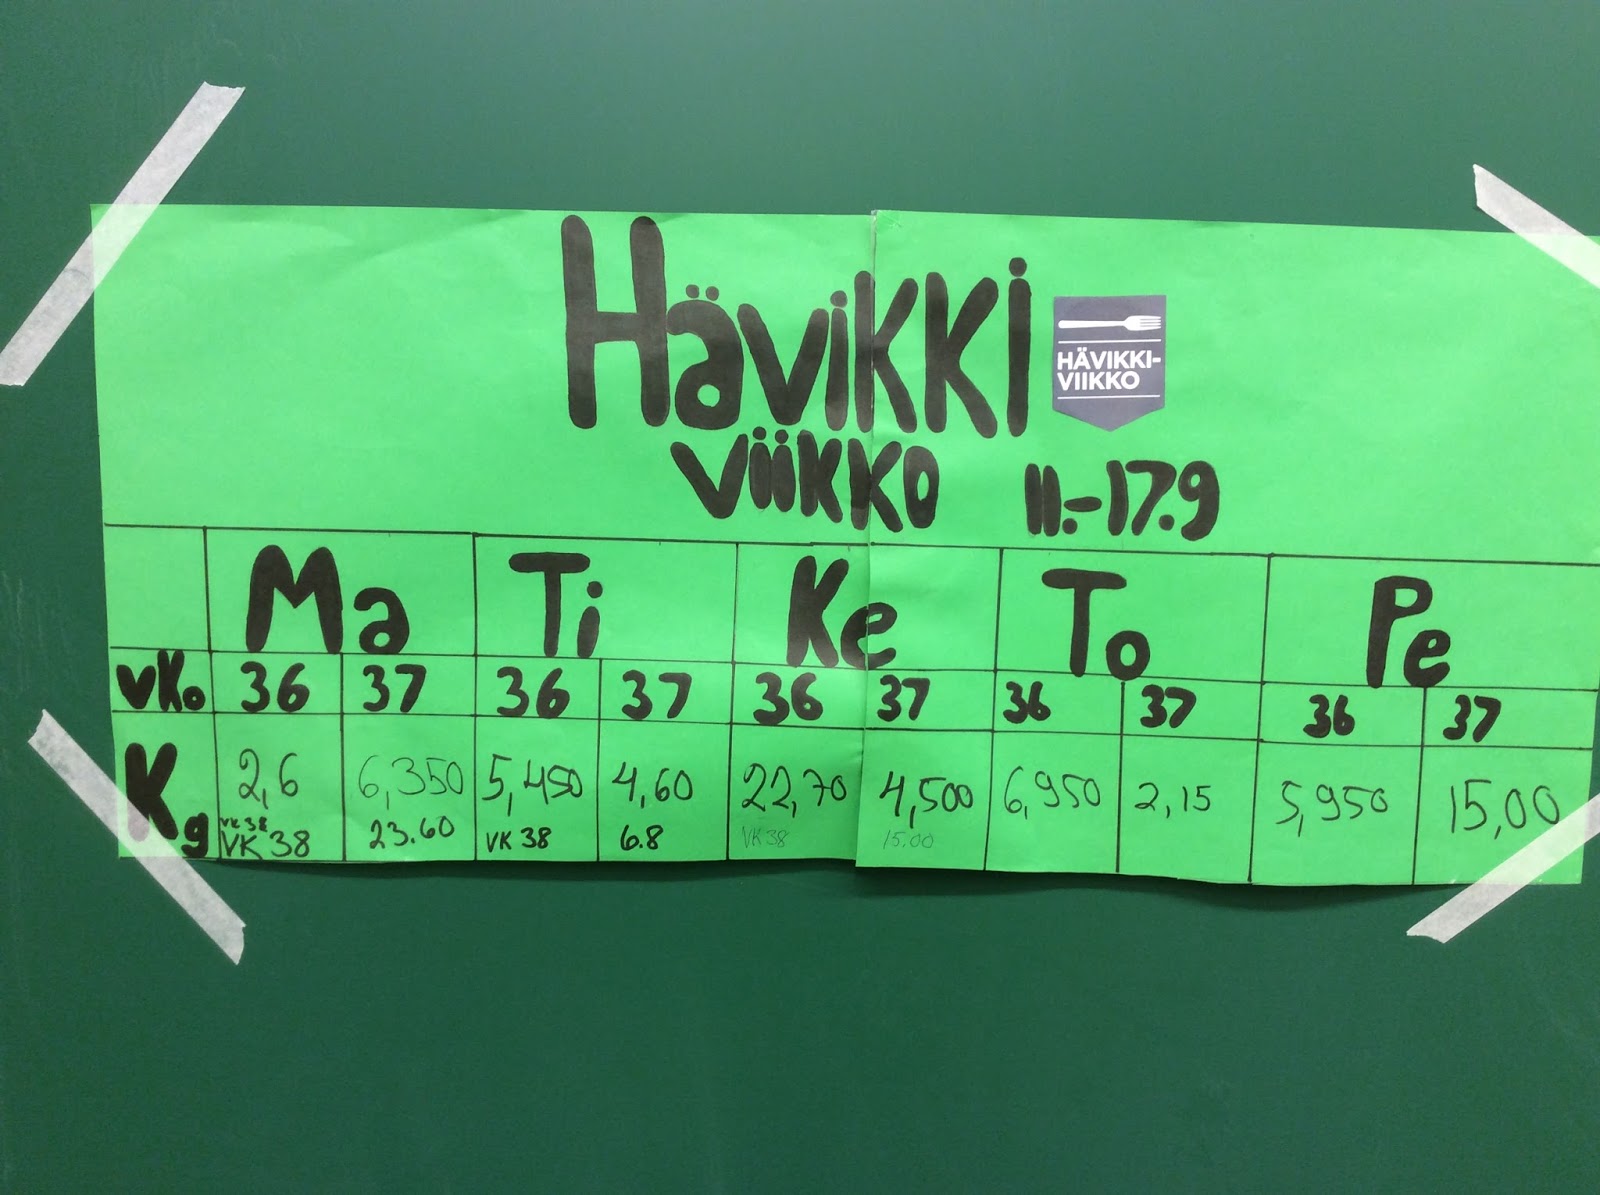 Hävikki
HÄVIKKI-
VIIKKO
viikko 11.-17.9
Ma Ti Ke To Pe
vko 36 37 36 37 36 37 36 37 36 37
Kg 2,6 6,350 5,450 4,60 22,70 4,500 6,950 2,15 5,950 15,00
VK 38
VK 38 23.60 VK 38 6.8 VK 38 15.00